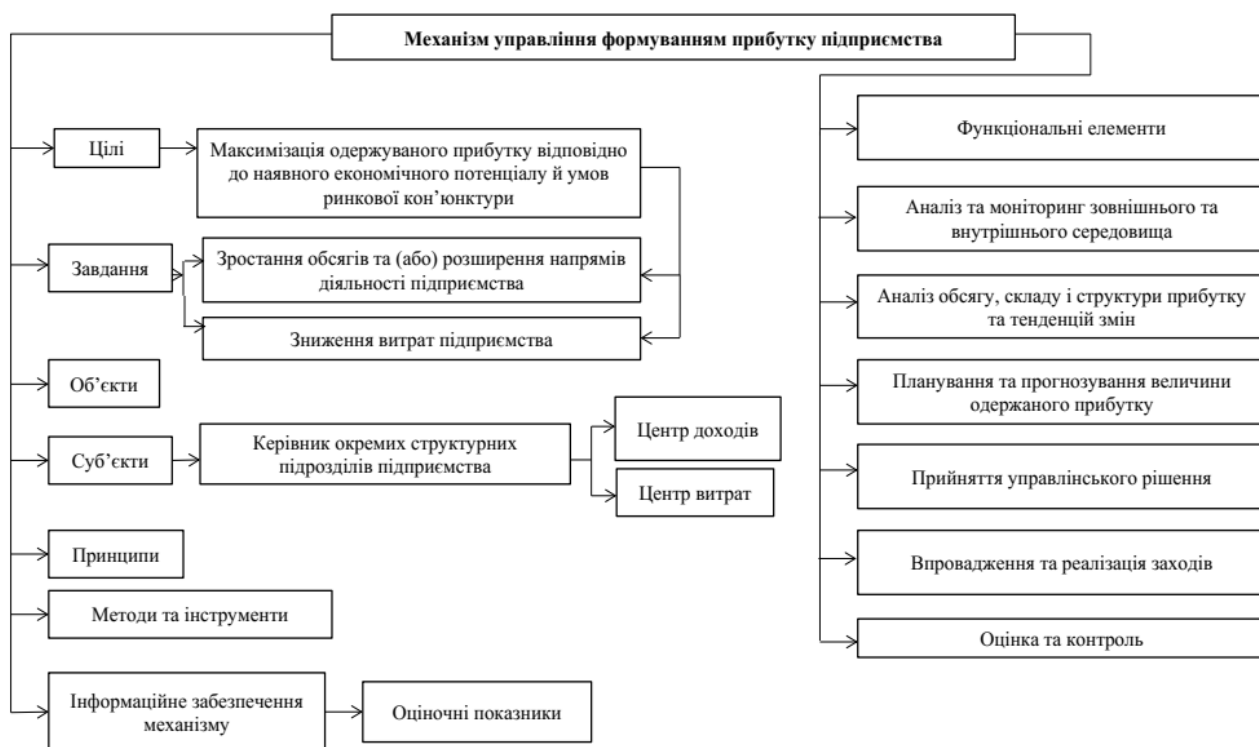 Механізм управління формуванням прибутку підприємства
Цілі
Максимізація одержуваного прибутку відповідно
до наявного економічного потенціалу й умов
ринкової кон’юнктури
Завдання
Зростання обсягів та (або) розширення напрямів
діяльності підприємства
Зниження витрат підприємства
Об’єкти
Суб’єкти
Керівник окремих структурних
підрозділів підприємства
Центр доходів
Центр витрат
Принципи
Методи та інструменти
Інформаційне забезпечення
механізму
Оціночні показники
Функціональні елементи
Аналіз та моніторинг зовнішнього та
внутрішнього середовища
Аналіз обсягу, складу і структури прибутку
та тенденцій змін
Планування та прогнозування величини
одержаного прибутку
Прийняття управлінського рішення
Впровадження та реалізація заходів
Оцінка та контроль